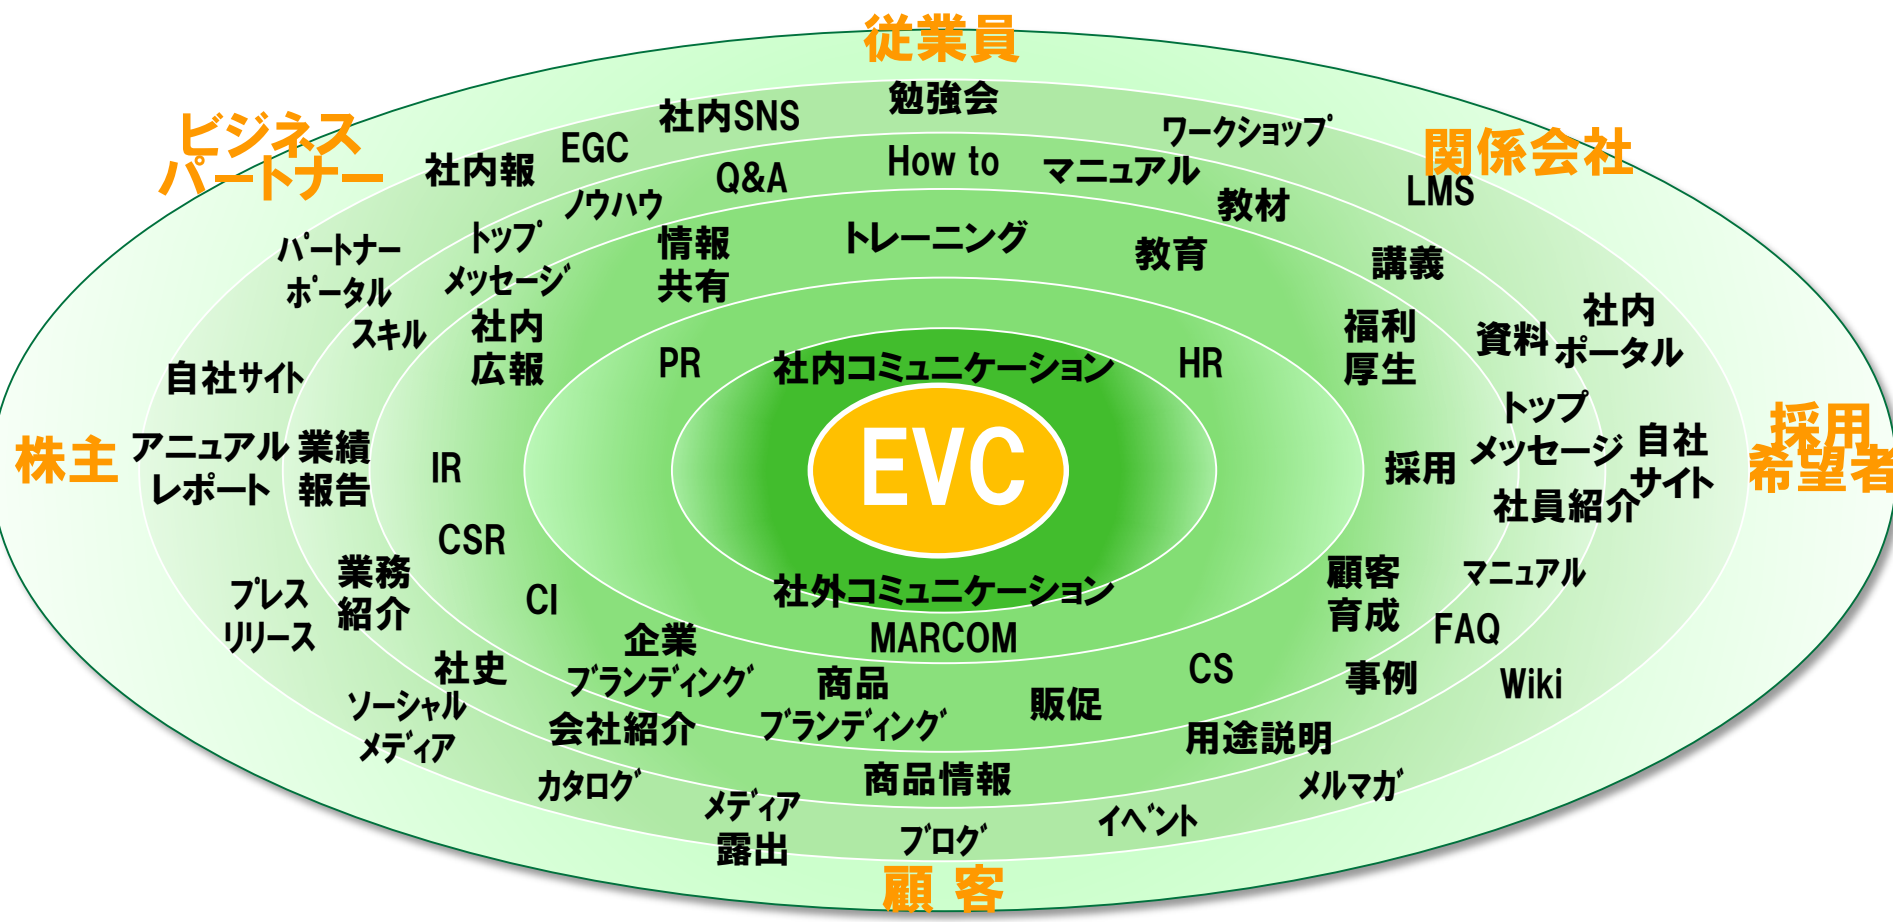 従業員
ビジネス
パートナー
関係会社
社内SNS
勉強会
ワークショップ
EGC
社内報
LMS
Q&A
How to
マニュアル
ノウハウ
教材
パートナー
ポータル
トップ
メッセージ
情報
共有
トレーニング
教育
講義
スキル
社内
広報
福利
厚生
資料
社内
ポータル
自社サイト
PR
社内コミュニケーション
HR
トップ
メッセージ
株主
アニュアル
レポート
業績
報告
IR
EVC
採用
社員紹介
自社
サイト
採用
希望者
CSR
プレス
リリース
業務
紹介
CI
社外コミュニケーション
MARCOM
顧客
育成
マニュアル
FAQ
企業
ブランディング
社史
商品
ブランディング
販促
CS
事例
Wiki
ソーシャル
メディア
会社紹介
用途説明
カタログ
商品情報
メルマガ
メディア
露出
ブログ
イベント
顧 客